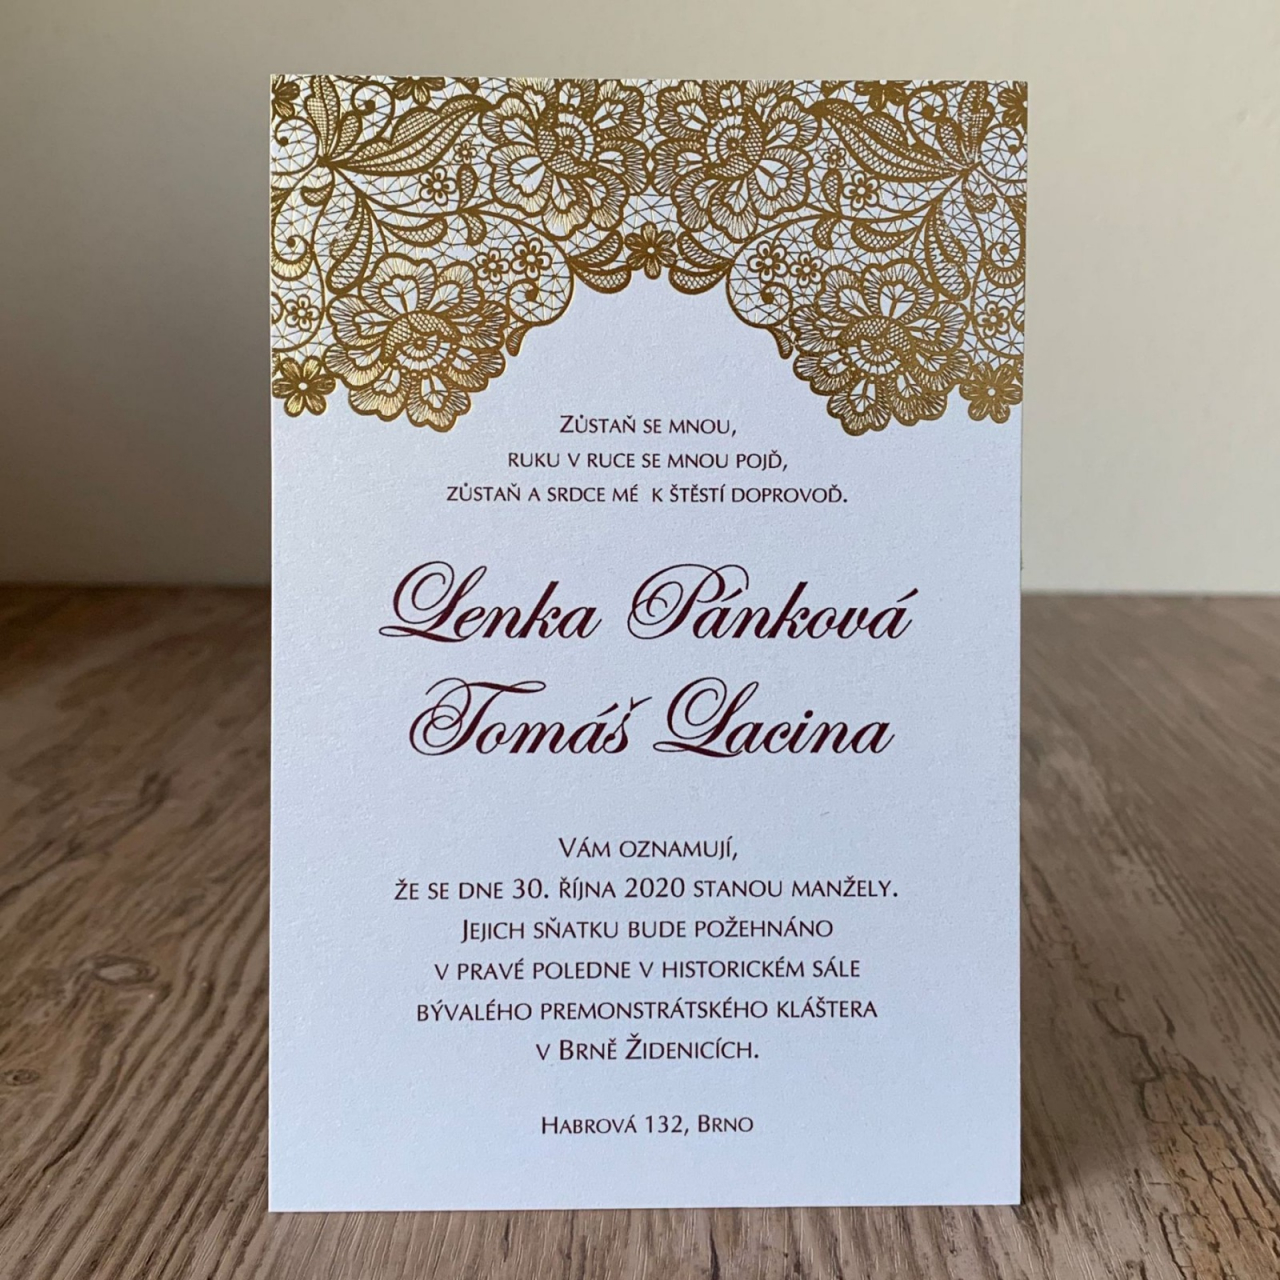 Zůstaň se mnou,
ruku v ruce se mnou pojď,
zůstaň a srdce mé k štěstí doprovoď.
Lenka Pánková
Tomáš Lacina
Vám oznamují,
že se dne 30. října 2020 stanou manžely.
Jejich sňatku bude požehnáno
v pravé poledne v historickém sále
bývalého premonstrátského kláštera
v Brně Židenicích.
Habrová 132, Brno